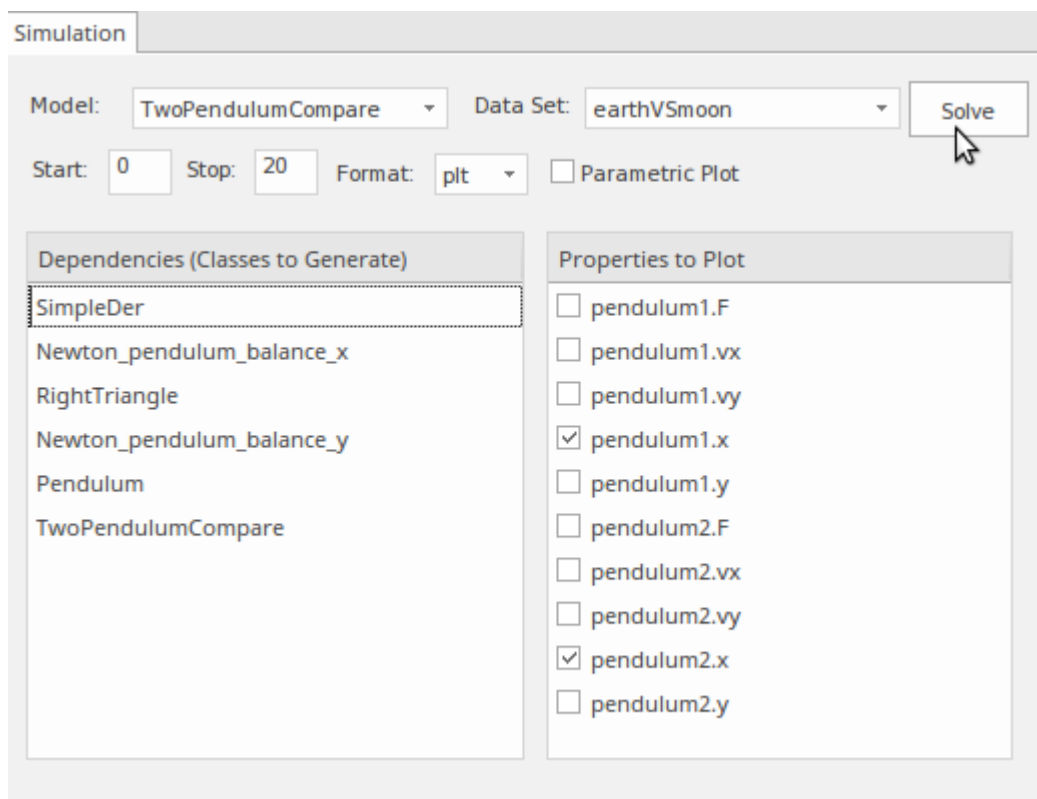 Simulation
Model: TwoPendulumCompare Data Set: earthVSmoon Solve
Start: 0 Stop: 20 Format: plt Parametric Plot
Dependencies (Classes to Generate)
SimpleDer
Newton_pendulum_balance_x
RightTriangle
Newton_pendulum_balance_y
Pendulum
TwoPendulumCompare
Properties to Plot
pendulum1.F
pendulum1.vx
pendulum1.vy
pendulum1.x
pendulum1.y
pendulum2.F
pendulum2.vx
pendulum2.vy
pendulum2.x
pendulum2.y